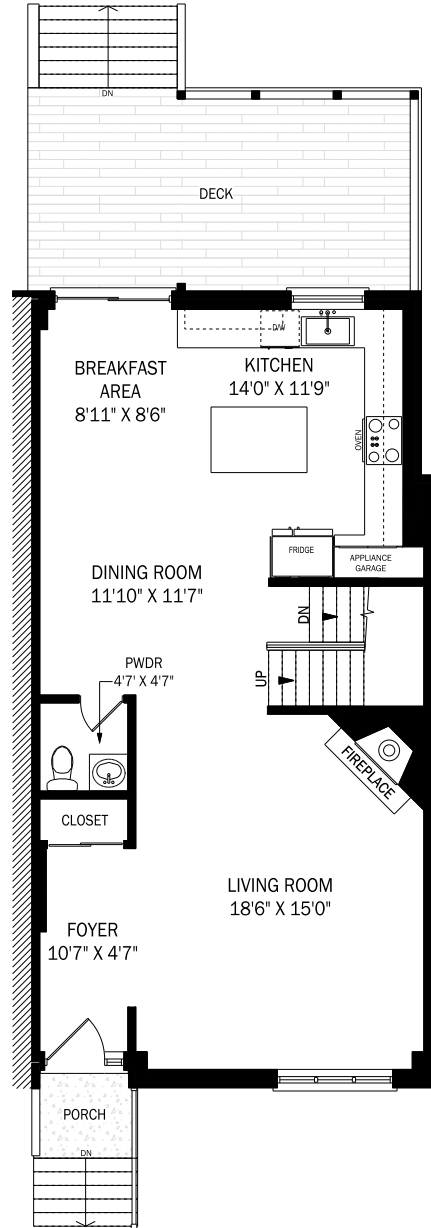 DN
DECK
BREAKFAST
AREA
8'11" X 8'6"
D/W
KITCHEN
14'0" X 11'9"
OVEN
FRIDGE
APPLIANCE
GARAGE
DINING ROOM
11'10" X 11'7"
DN
UP
PWDR
4'7' X 4'7"
FIREPLACE
CLOSET
LIVING ROOM
18'6" X 15'0"
FOYER
10'7" X 4'7"
PORCH
DN